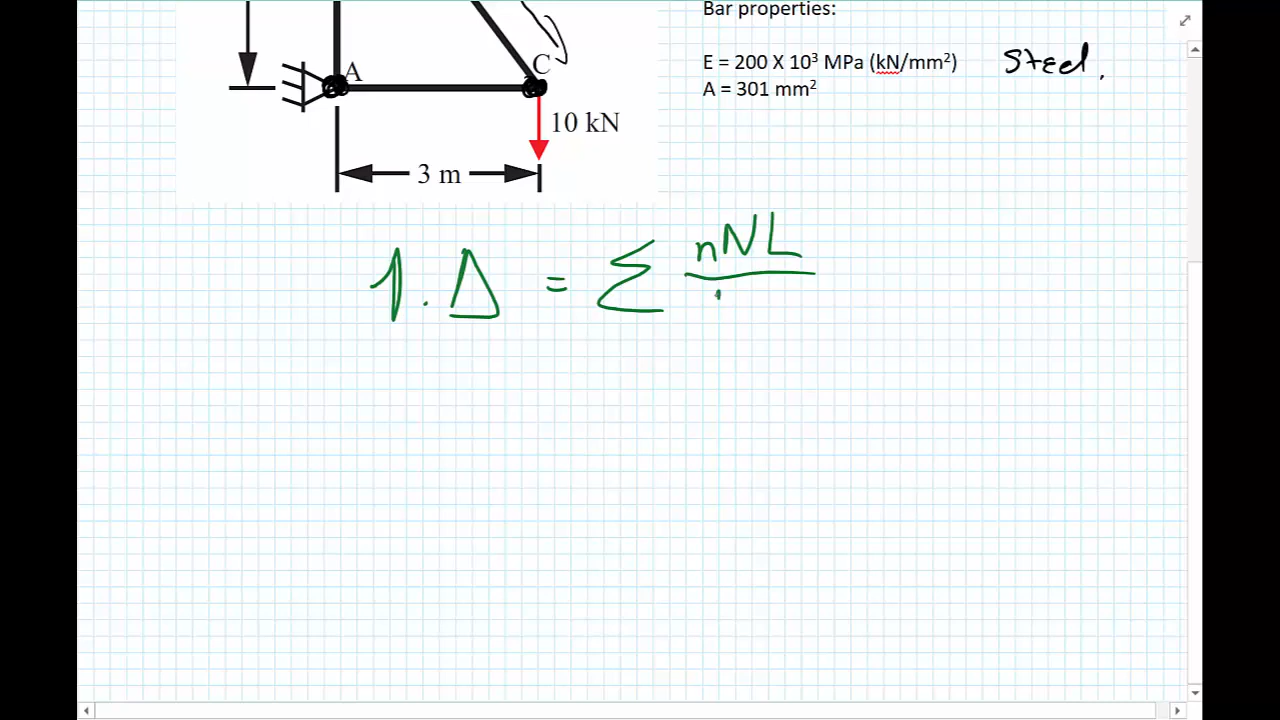 Bar properties:
E = 200 X 10³ MPa (kN/mm²) Steel.
A = 301 mm²
A
C
10 kN
3 m
1 · Δ = Σ nNL